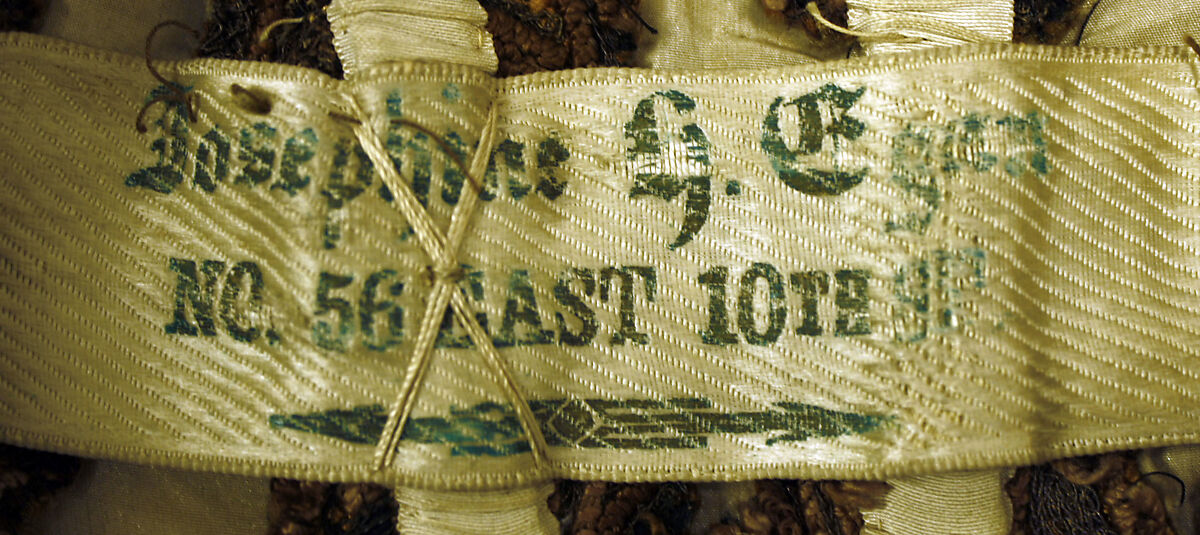 Josephine H. Egan
NO. 56 EAST 10TH ST.